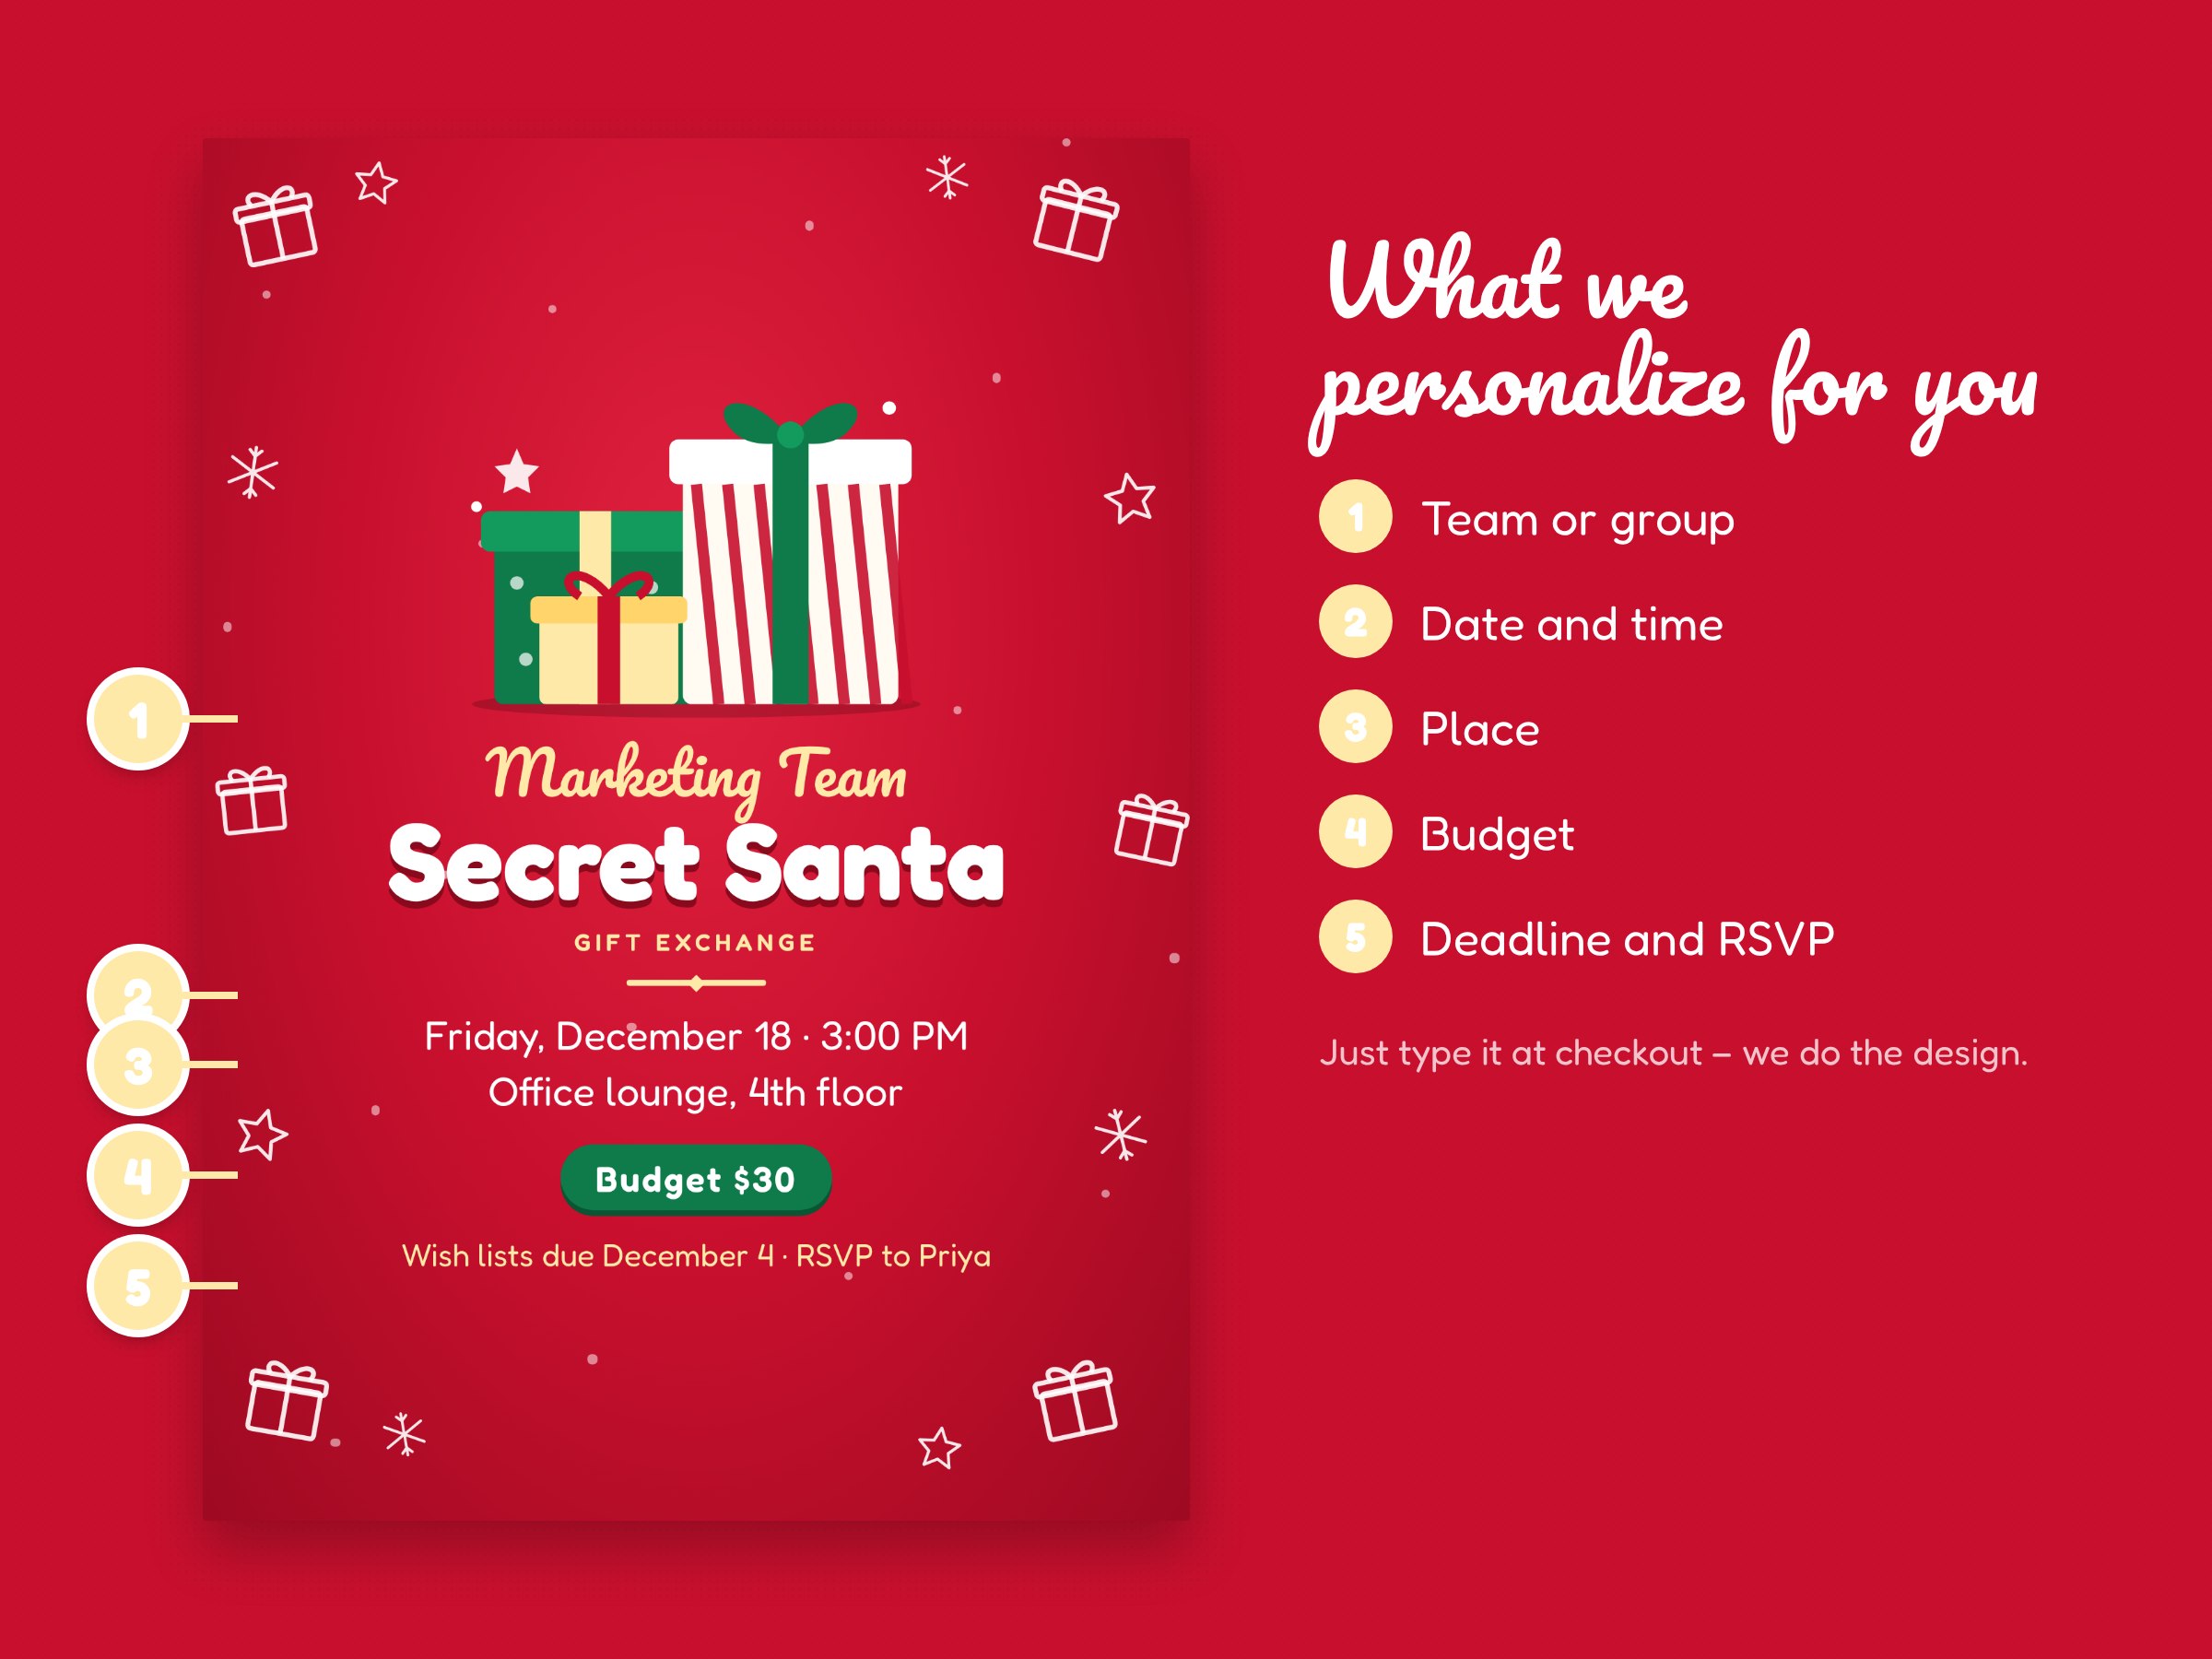 1
Marketing Team
Secret Santa
GIFT EXCHANGE
2
Friday, December 18 · 3:00 PM
3
Office lounge, 4th floor
4
Budget $30
5
Wish lists due December 4 · RSVP to Priya
What we
personalize for you
1 Team or group
2 Date and time
3 Place
4 Budget
5 Deadline and RSVP
Just type it at checkout – we do the design.